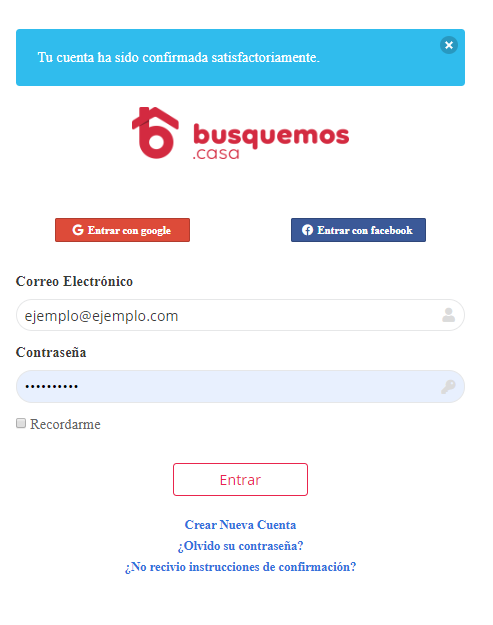 Tu cuenta ha sido confirmada satisfactoriamente.
busquemos
.casa
Entrar con google
Entrar con facebook
Correo Electrónico
ejemplo@ejemplo.com
Contraseña
••••••••••
Recordarme
Entrar
Crear Nueva Cuenta
¿Olvido su contraseña?
¿No recivio instrucciones de confirmación?